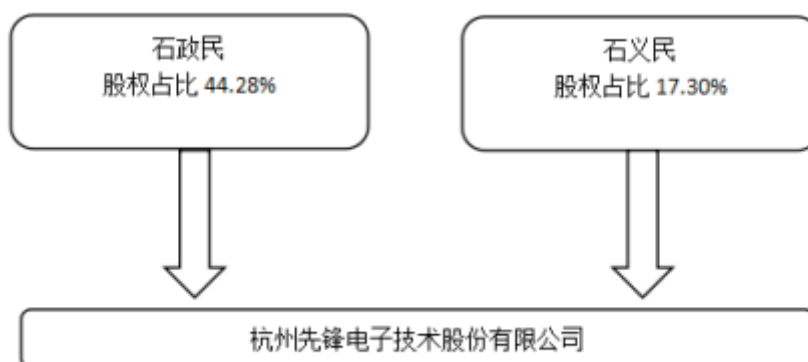 石政民
股权占比 44.28%
石义民
股权占比 17.30%
杭州先锋电子技术股份有限公司